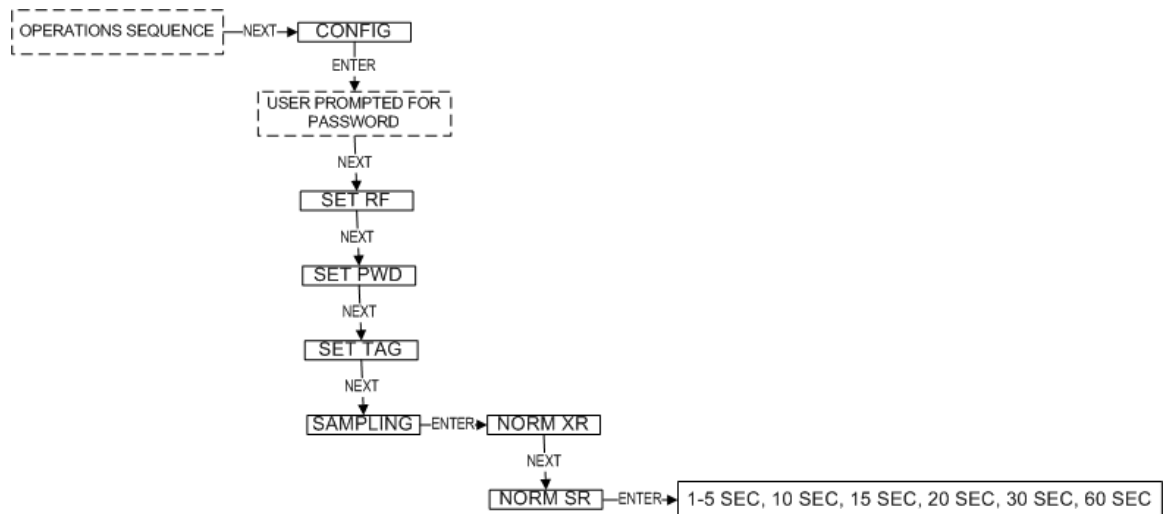 OPERATIONS SEQUENCE
NEXT
CONFIG
ENTER
USER PROMPTED FOR
PASSWORD
NEXT
SET RF
NEXT
SET PWD
NEXT
SET TAG
NEXT
SAMPLING
ENTER
NORM XR
NEXT
NORM SR
ENTER
1-5 SEC, 10 SEC, 15 SEC, 20 SEC, 30 SEC, 60 SEC